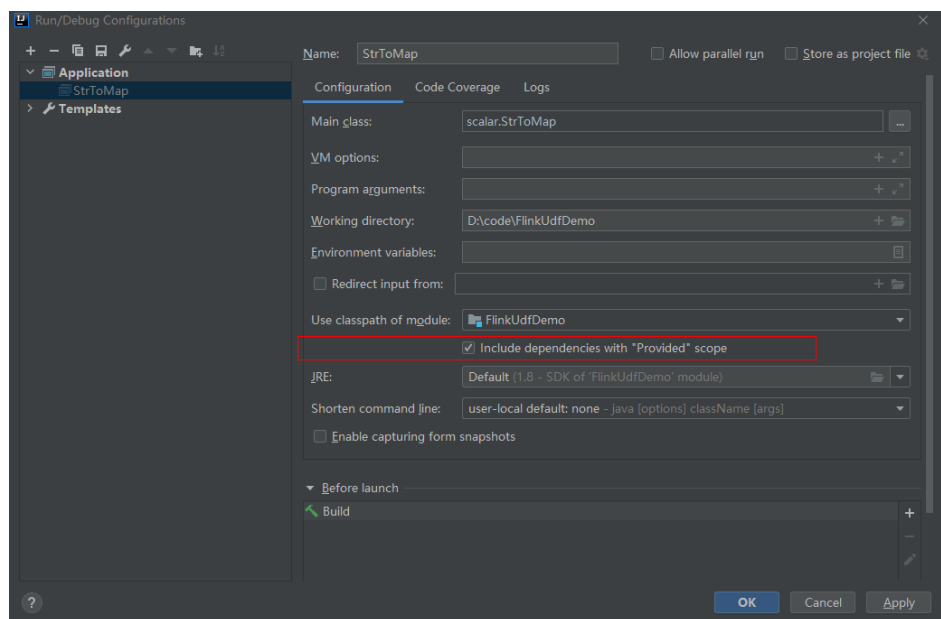 Run/Debug Configurations
Name: StrToMap Allow parallel run Store as project file
Application
StrToMap
Templates
Configuration Code Coverage Logs
Main class: scalar.StrToMap ...
VM options:
Program arguments:
Working directory: D:\code\FlinkUdfDemo
Environment variables:
Redirect input from:
Use classpath of module: FlinkUdfDemo
Include dependencies with "Provided" scope
JRE: Default (1.8 - SDK of 'FlinkUdfDemo' module)
Shorten command line: user-local default: none - java [options] className [args]
Enable capturing form snapshots
Before launch
Build
? OK Cancel Apply